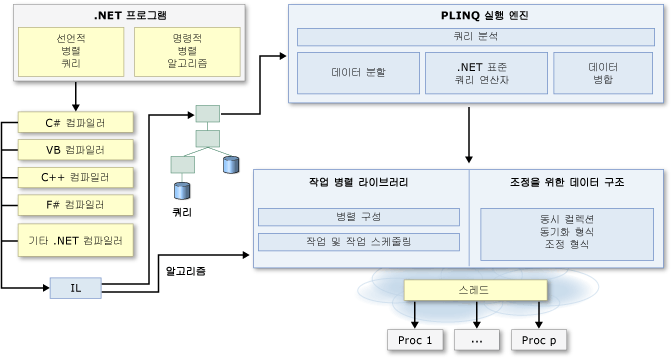 .NET 프로그램
선언적
병렬
쿼리
명령적
병렬
알고리즘
C# 컴파일러
VB 컴파일러
C++ 컴파일러
F# 컴파일러
기타 .NET 컴파일러
IL
쿼리
알고리즘
PLINQ 실행 엔진
쿼리 분석
데이터 분할
.NET 표준
쿼리 연산자
데이터
병합
작업 병렬 라이브러리
병렬 구성
작업 및 작업 스케줄링
조정을 위한 데이터 구조
동시 컬렉션
동기화 형식
조정 형식
스레드
Proc 1
...
Proc p